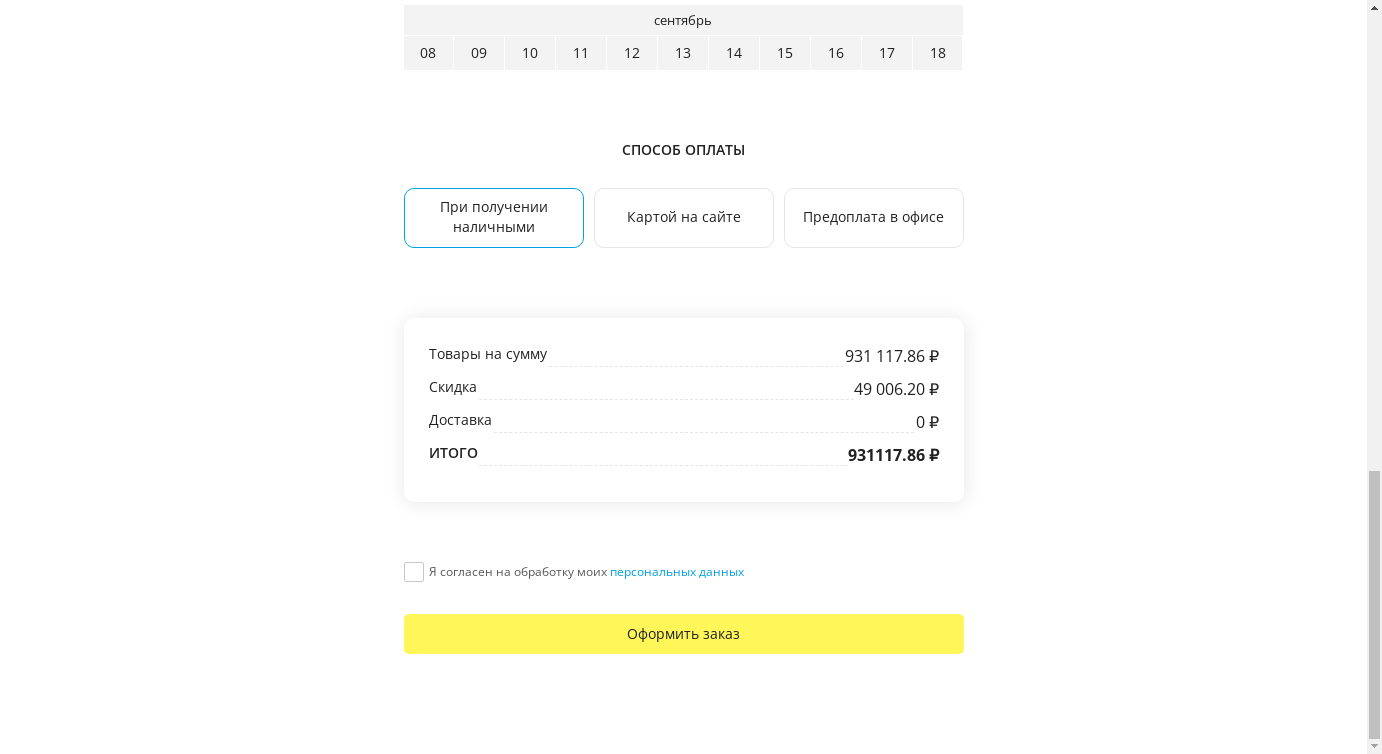 сентябрь
08 09 10 11 12 13 14 15 16 17 18
СПОСОБ ОПЛАТЫ
При получении
наличными
Картой на сайте
Предоплата в офисе
Товары на сумму 931 117.86 ₽
Скидка 49 006.20 ₽
Доставка 0 ₽
ИТОГО 931117.86 ₽
Я согласен на обработку моих персональных данных
Оформить заказ